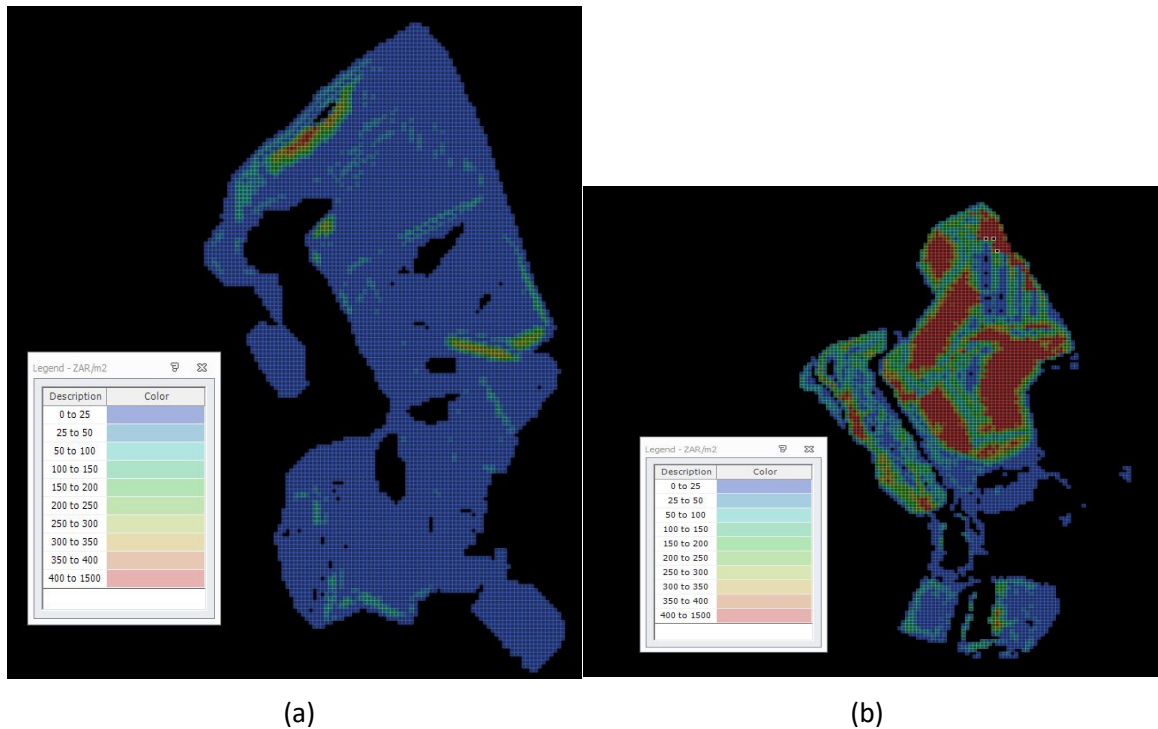 Legend - ZAR/m2
Description Color
0 to 25
25 to 50
50 to 100
100 to 150
150 to 200
200 to 250
250 to 300
300 to 350
350 to 400
400 to 1500
(a)
Legend - ZAR/m2
Description Color
0 to 25
25 to 50
50 to 100
100 to 150
150 to 200
200 to 250
250 to 300
300 to 350
350 to 400
400 to 1500
(b)